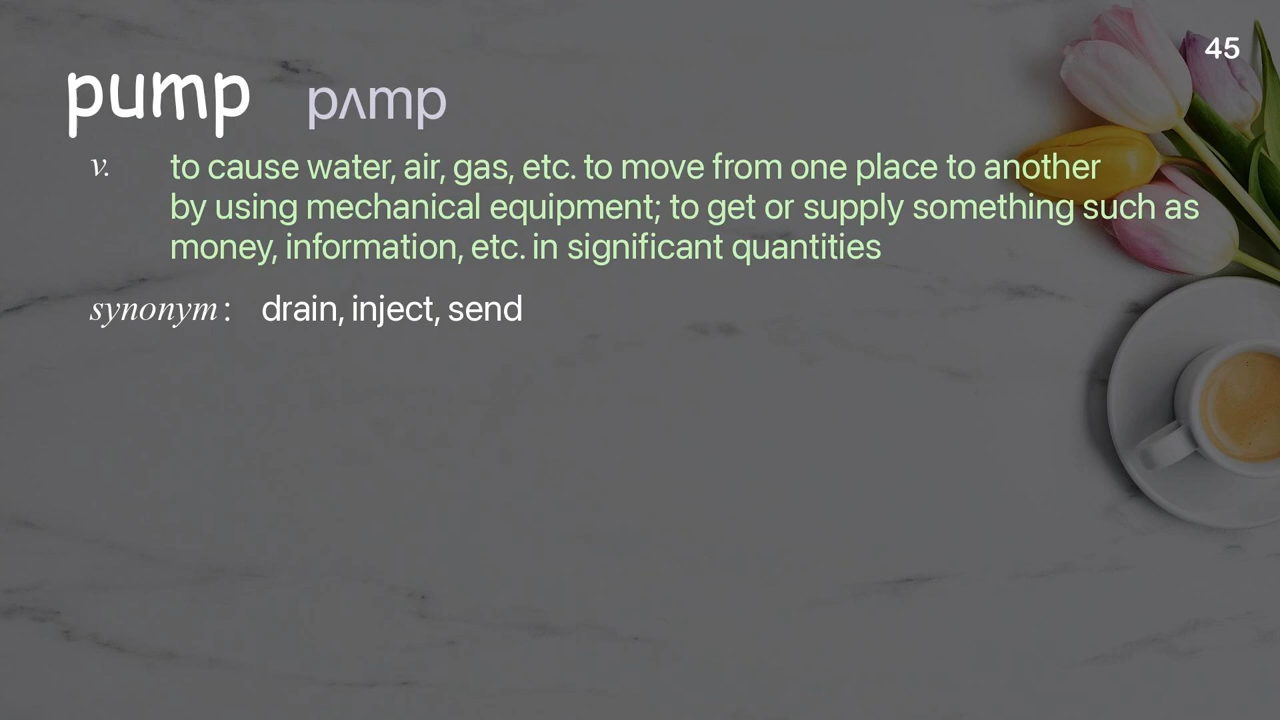 45
pump pʌmp
v. to cause water, air, gas, etc. to move from one place to another
by using mechanical equipment; to get or supply something such as
money, information, etc. in significant quantities
synonym: drain, inject, send